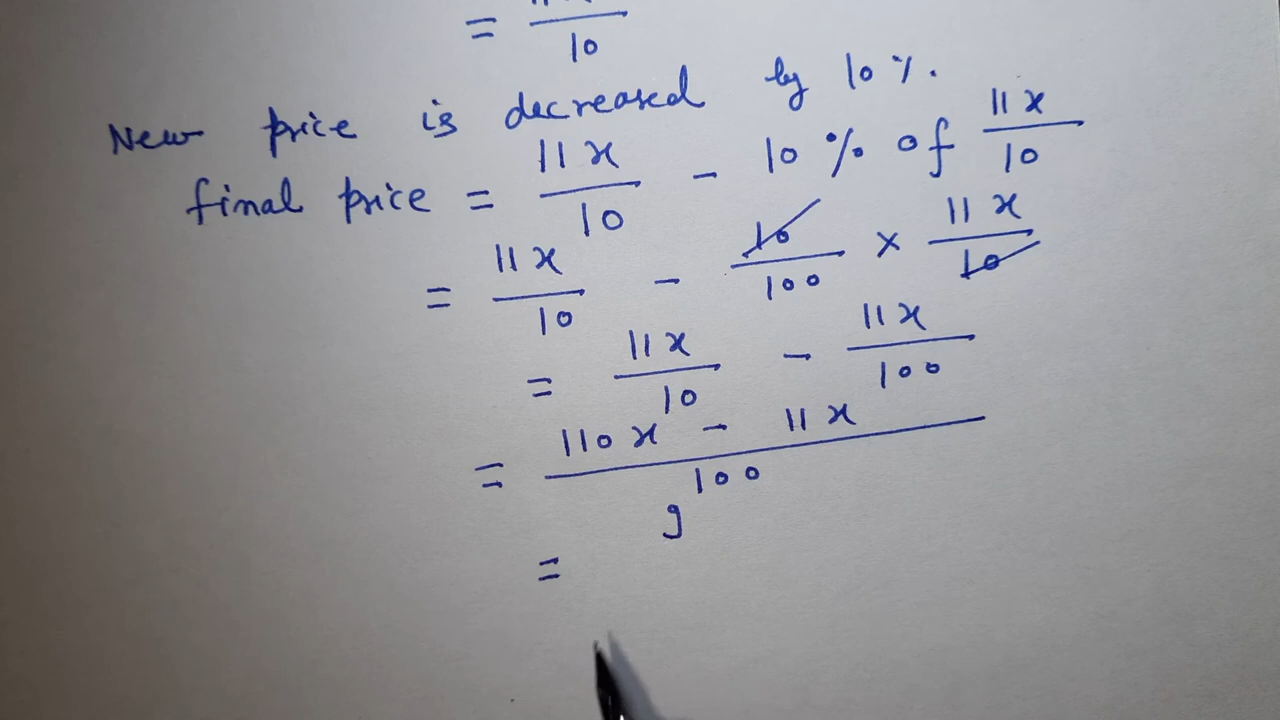 = 11x/10
New price is decreased by 10%.
final price = 11x/10 - 10% of 11x/10
= 11x/10 - 10/100 × 11x/10
= 11x/10 - 11x/100
= 110x - 11x/100
9
=